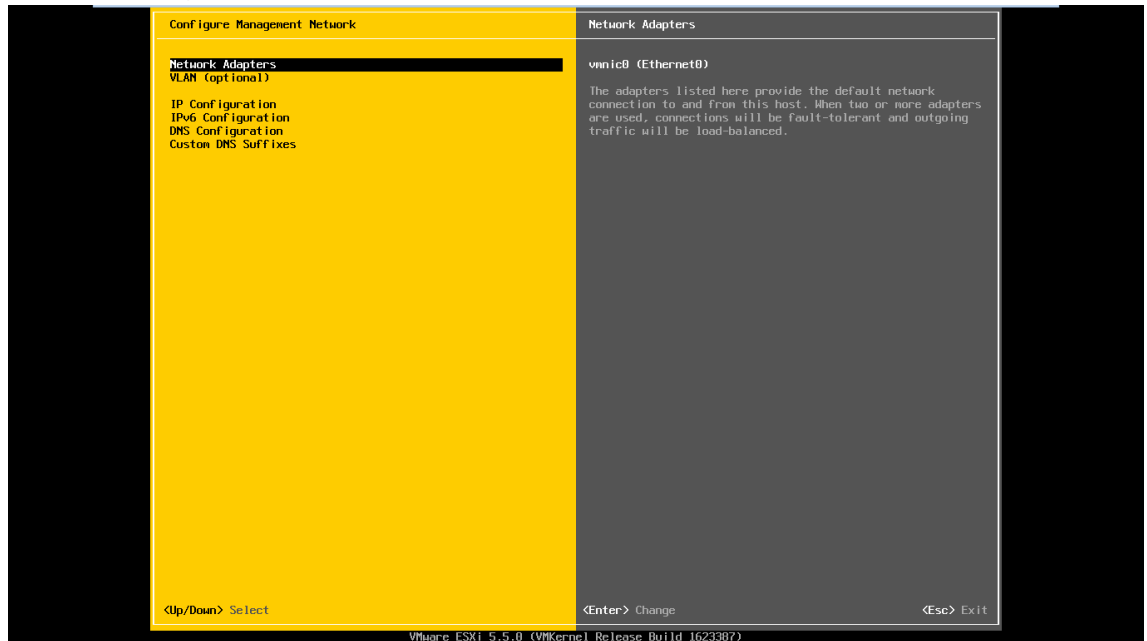 Configure Management Network
Network Adapters
Network Adapters
VLAN (optional)
IP Configuration
IPv6 Configuration
DNS Configuration
Custom DNS Suffixes
vmnic0 (Ethernet0)
The adapters listed here provide the default network
connection to and from this host. When two or more adapters
are used, connections will be fault-tolerant and outgoing
traffic will be load-balanced.
<Up/Down> Select
<Enter> Change
<Esc> Exit
VMware ESXi 5.5.0 (VMKernel Release Build 1623387)